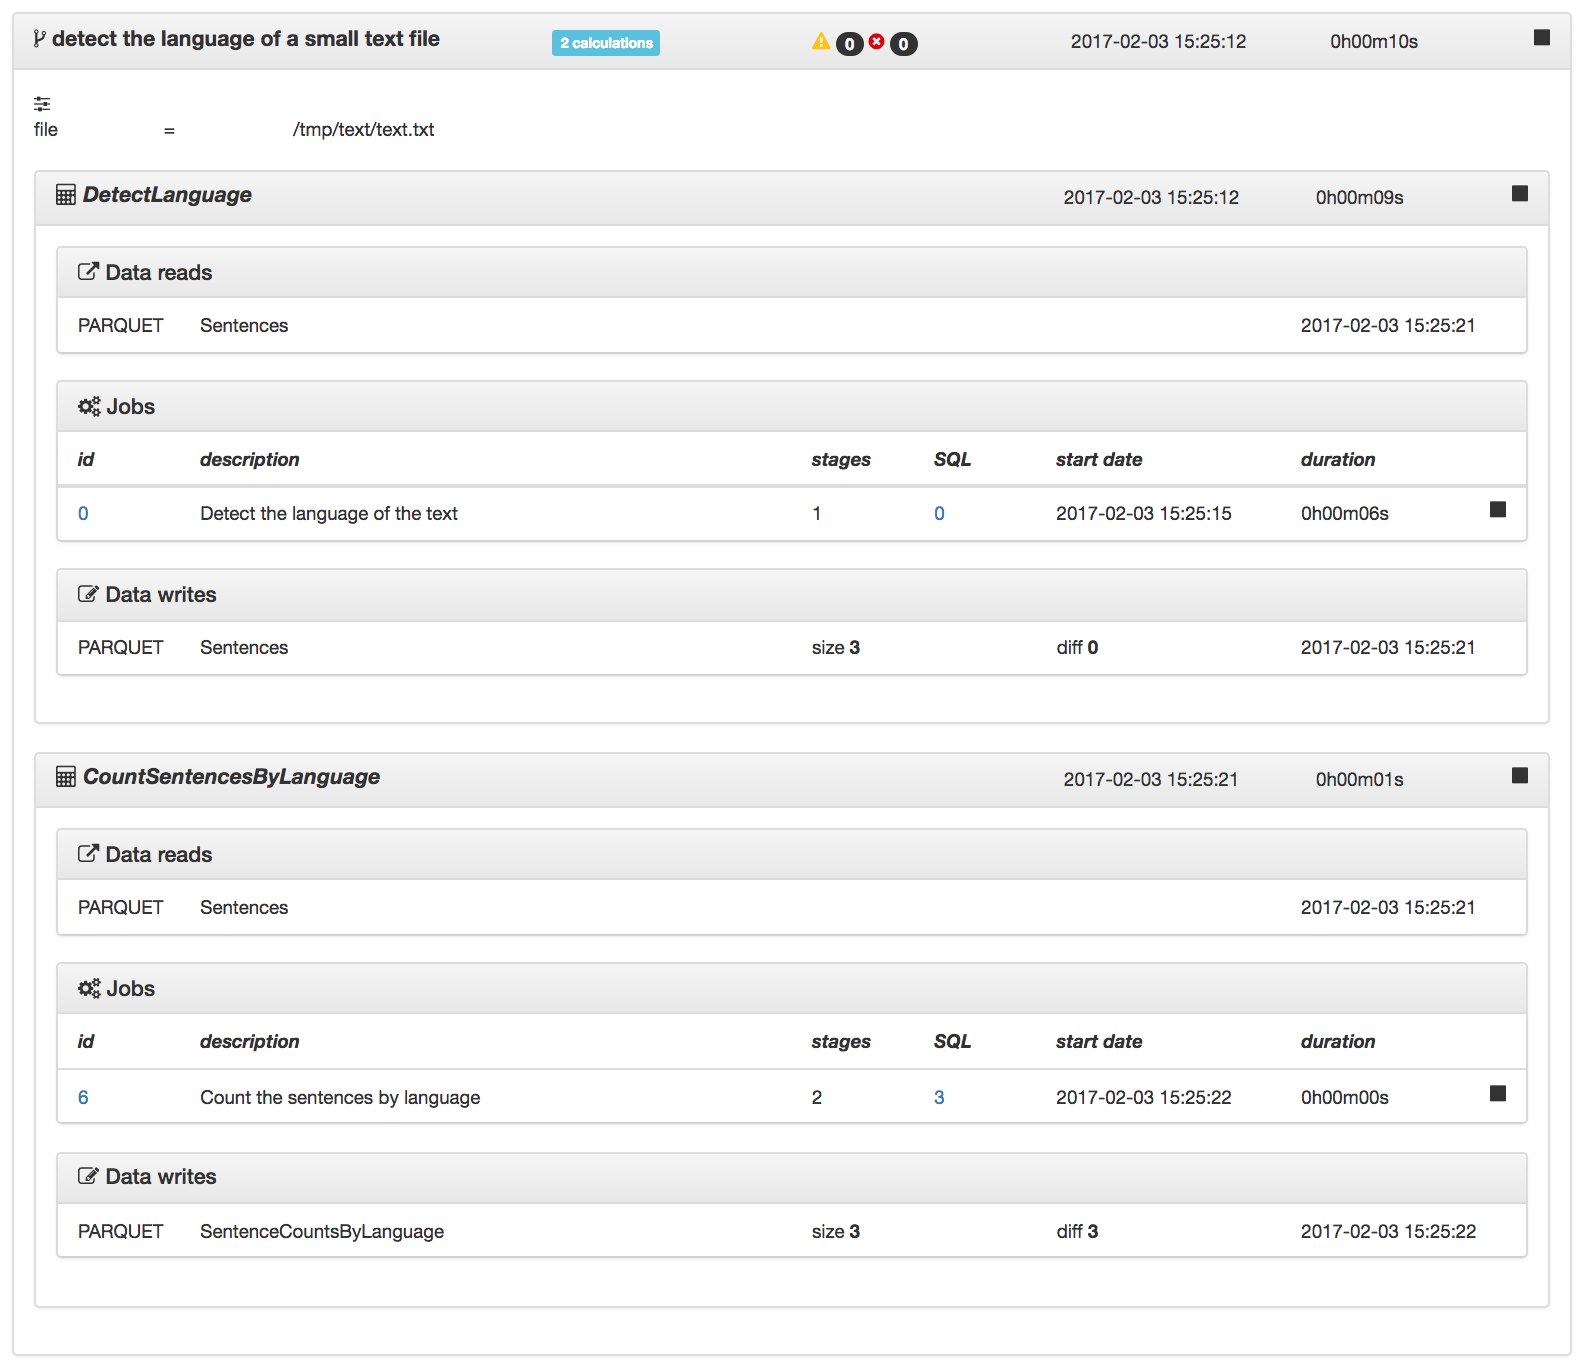 detect the language of a small text file 2 calculations 0 0 2017-02-03 15:25:12 0h00m10s
file = /tmp/text/text.txt
DetectLanguage 2017-02-03 15:25:12 0h00m09s
Data reads
PARQUET Sentences 2017-02-03 15:25:21
Jobs
id description stages SQL start date duration
0 Detect the language of the text 1 0 2017-02-03 15:25:15 0h00m06s
Data writes
PARQUET Sentences size 3 diff 0 2017-02-03 15:25:21
CountSentencesByLanguage 2017-02-03 15:25:21 0h00m01s
Data reads
PARQUET Sentences 2017-02-03 15:25:21
Jobs
id description stages SQL start date duration
6 Count the sentences by language 2 3 2017-02-03 15:25:22 0h00m00s
Data writes
PARQUET SentenceCountsByLanguage size 3 diff 3 2017-02-03 15:25:22